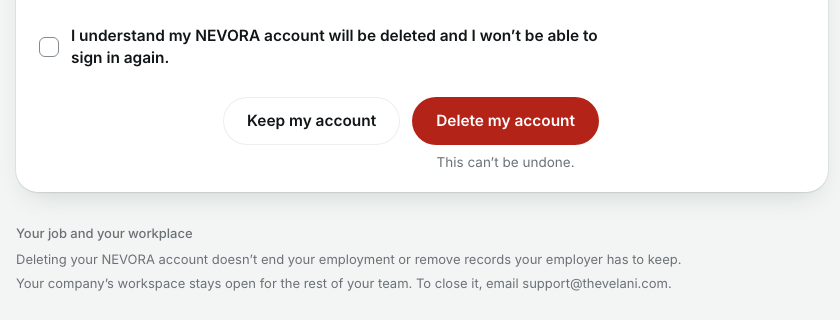 I understand my NEVORA account will be deleted and I won’t be able to
sign in again.
Keep my account
Delete my account
This can’t be undone.
Your job and your workplace
Deleting your NEVORA account doesn’t end your employment or remove records your employer has to keep.
Your company’s workspace stays open for the rest of your team. To close it, email support@thevelani.com.